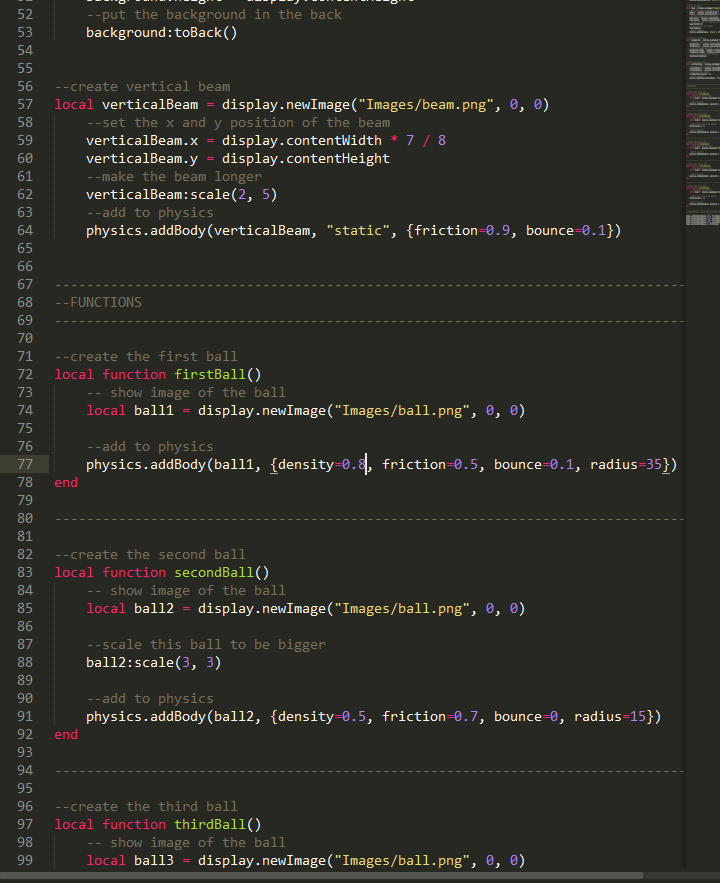 52 --put the background in the back
53 background:toBack()
54
55
56 --create vertical beam
57 local verticalBeam = display.newImage("Images/beam.png", 0, 0)
58 --set the x and y position of the beam
59 verticalBeam.x = display.contentWidth * 7 / 8
60 verticalBeam.y = display.contentHeight
61 --make the beam longer
62 verticalBeam:scale(2, 5)
63 --add to physics
64 physics.addBody(verticalBeam, "static", {friction=0.9, bounce=0.1})
65
66
67 -------------------------------------------------------------------------------
68 --FUNCTIONS
69 -------------------------------------------------------------------------------
70
71 --create the first ball
72 local function firstBall()
73 -- show image of the ball
74 local ball1 = display.newImage("Images/ball.png", 0, 0)
75
76 --add to physics
77 physics.addBody(ball1, {density=0.8, friction=0.5, bounce=0.1, radius=35})
78 end
79
80 -------------------------------------------------------------------------------
81
82 --create the second ball
83 local function secondBall()
84 -- show image of the ball
85 local ball2 = display.newImage("Images/ball.png", 0, 0)
86
87 --scale this ball to be bigger
88 ball2:scale(3, 3)
89
90 --add to physics
91 physics.addBody(ball2, {density=0.5, friction=0.7, bounce=0, radius=15})
92 end
93
94 -------------------------------------------------------------------------------
95
96 --create the third ball
97 local function thirdBall()
98 -- show image of the ball
99 local ball3 = display.newImage("Images/ball.png", 0, 0)